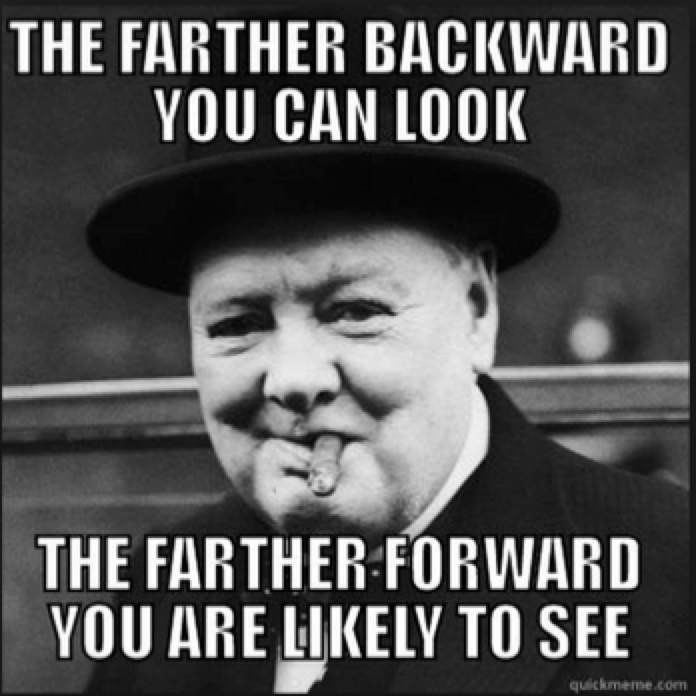 THE FARTHER BACKWARD
YOU CAN LOOK
THE FARTHER FORWARD
YOU ARE LIKELY TO SEE
quickmeme.com